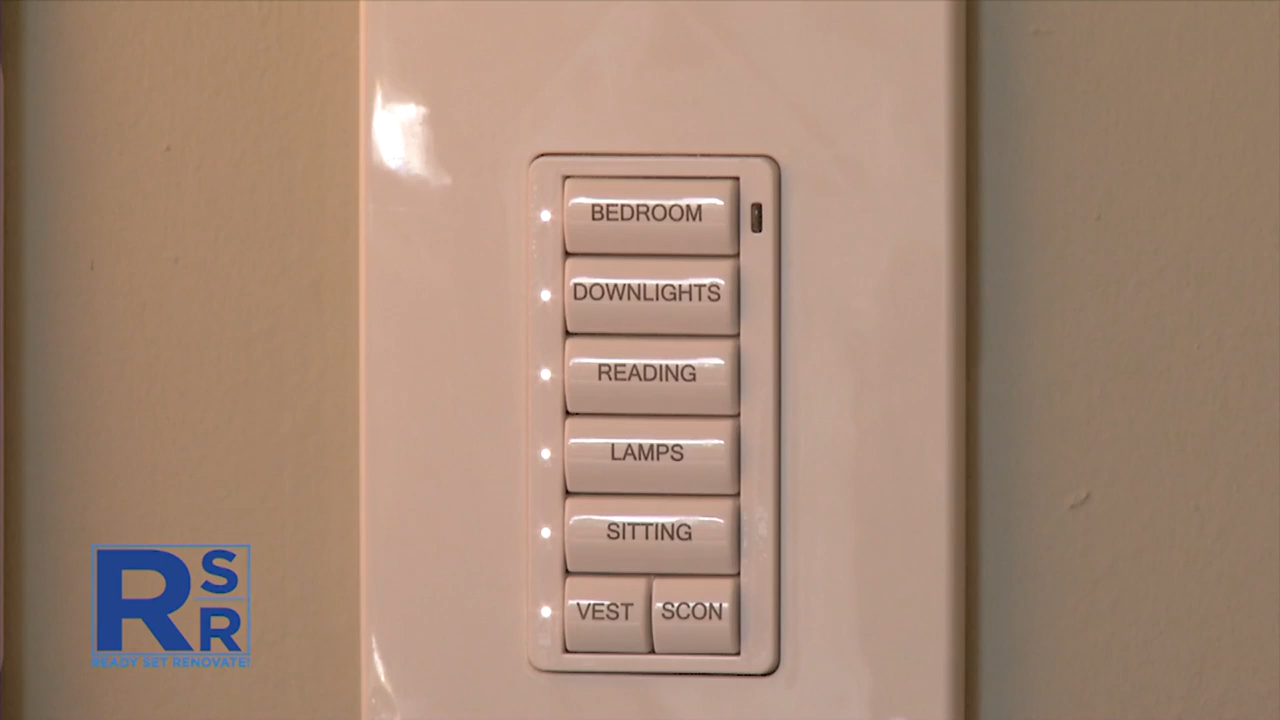 BEDROOM
DOWNLIGHTS
READING
LAMPS
SITTING
VEST SCON
RSR
READY SET RENOVATE!